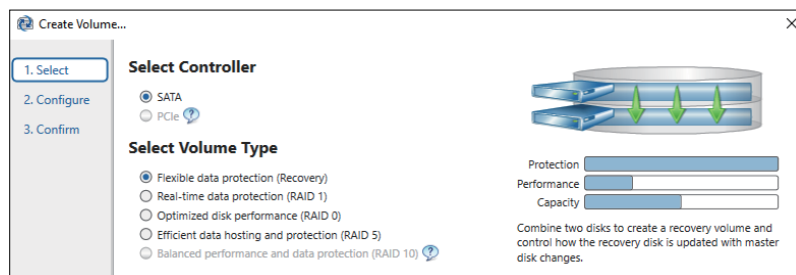 Create Volume...
1. Select
2. Configure
3. Confirm
Select Controller
SATA
PCIe
Select Volume Type
Flexible data protection (Recovery)
Real-time data protection (RAID 1)
Optimized disk performance (RAID 0)
Efficient data hosting and protection (RAID 5)
Balanced performance and data protection (RAID 10)
Protection
Performance
Capacity
Combine two disks to create a recovery volume and
control how the recovery disk is updated with master
disk changes.